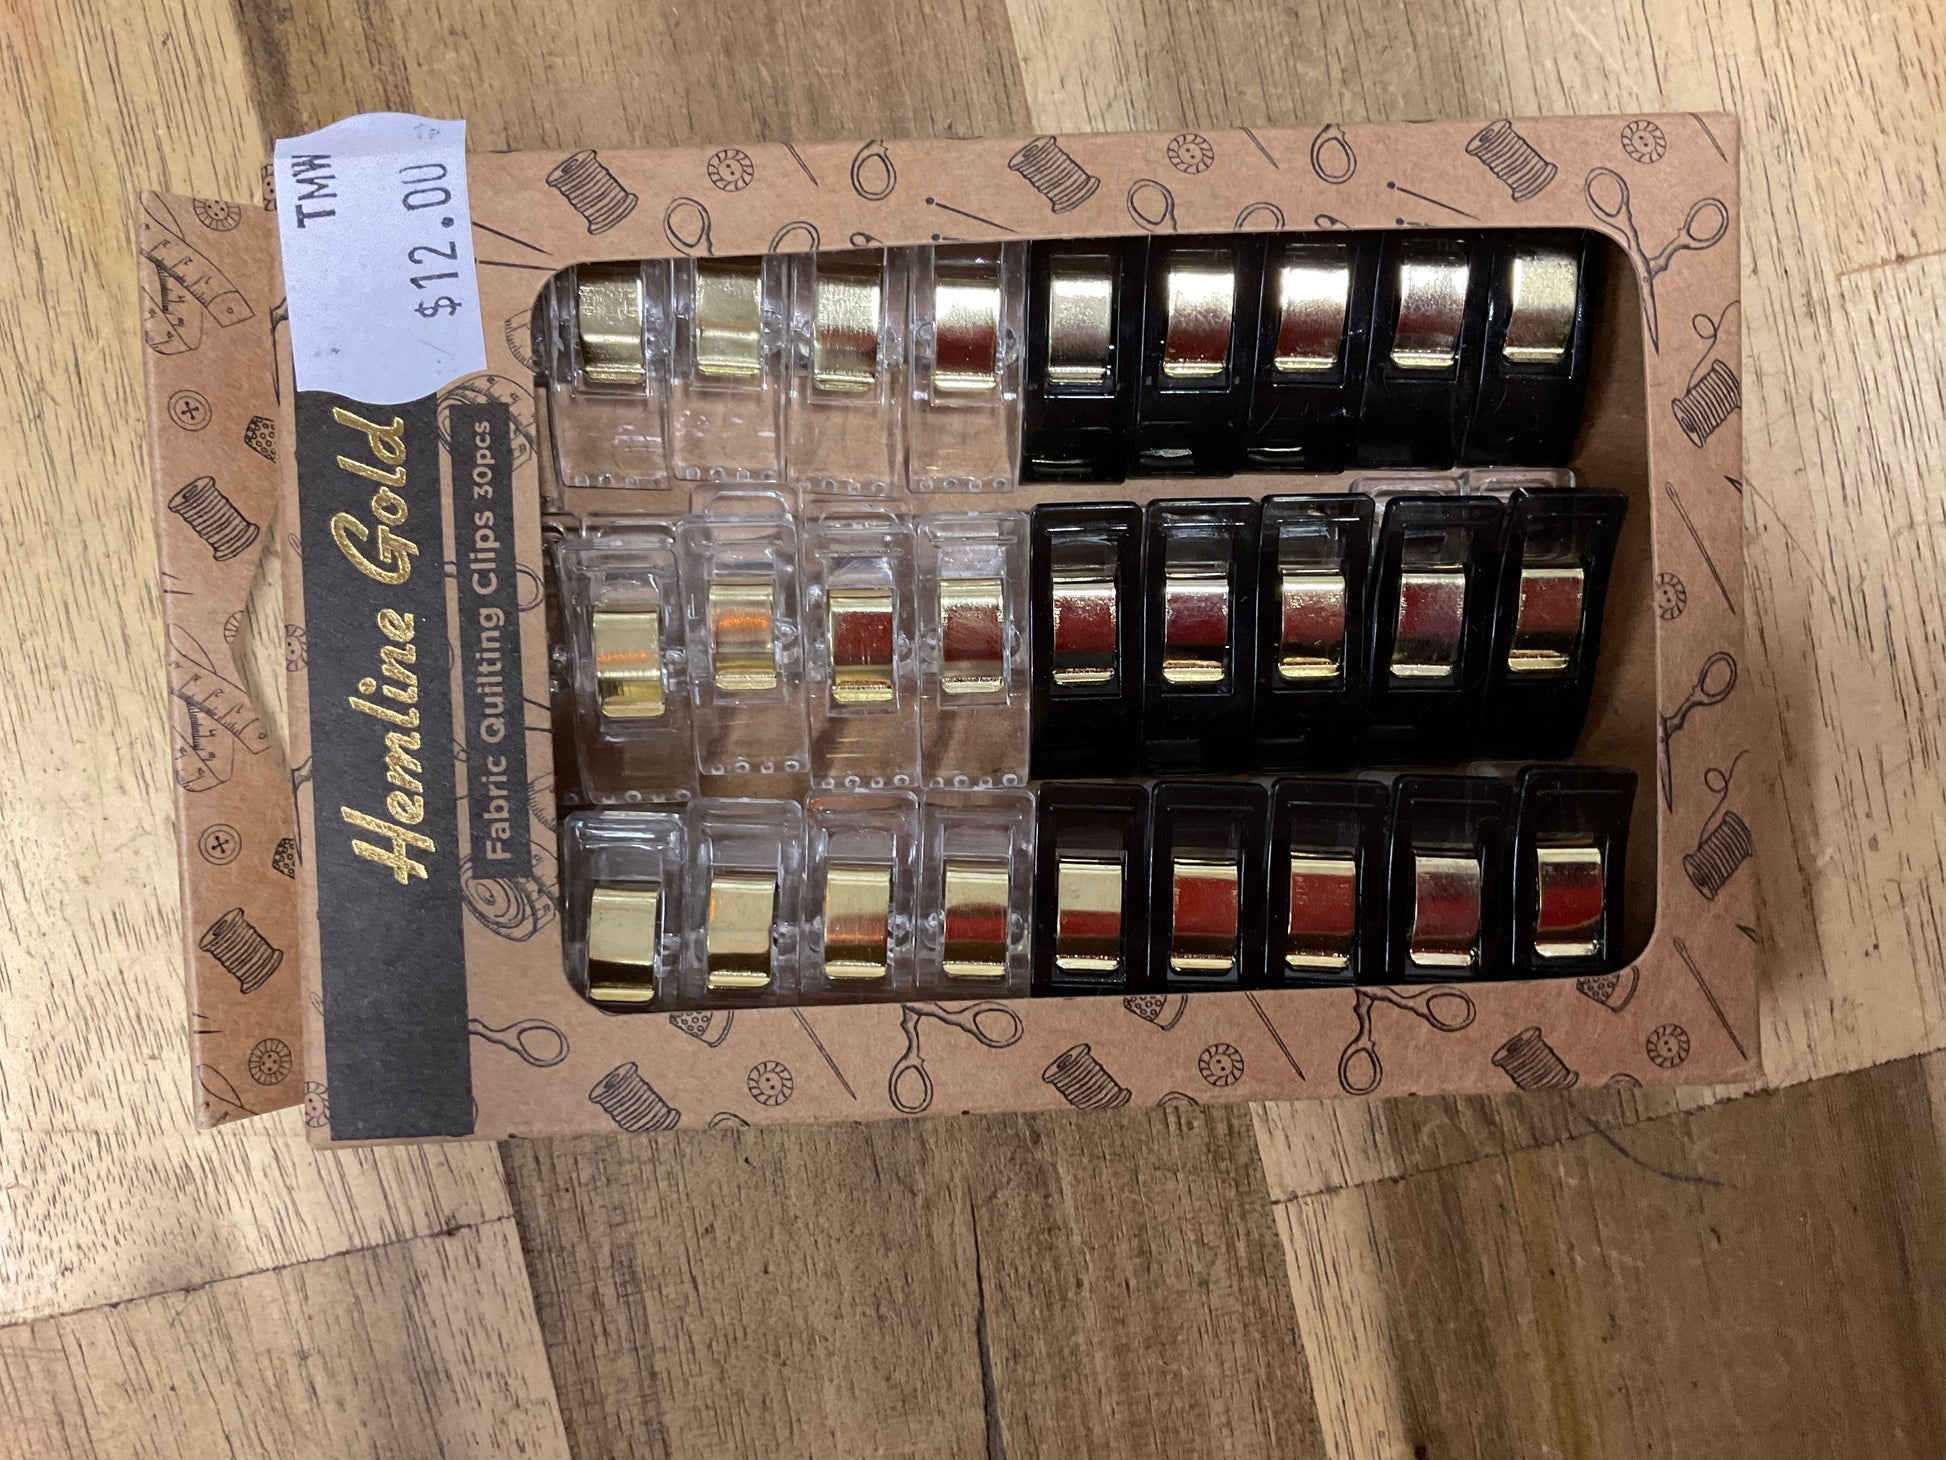 TMW
$12.00
Hemline Gold
Fabric Quilting Clips 30pcs